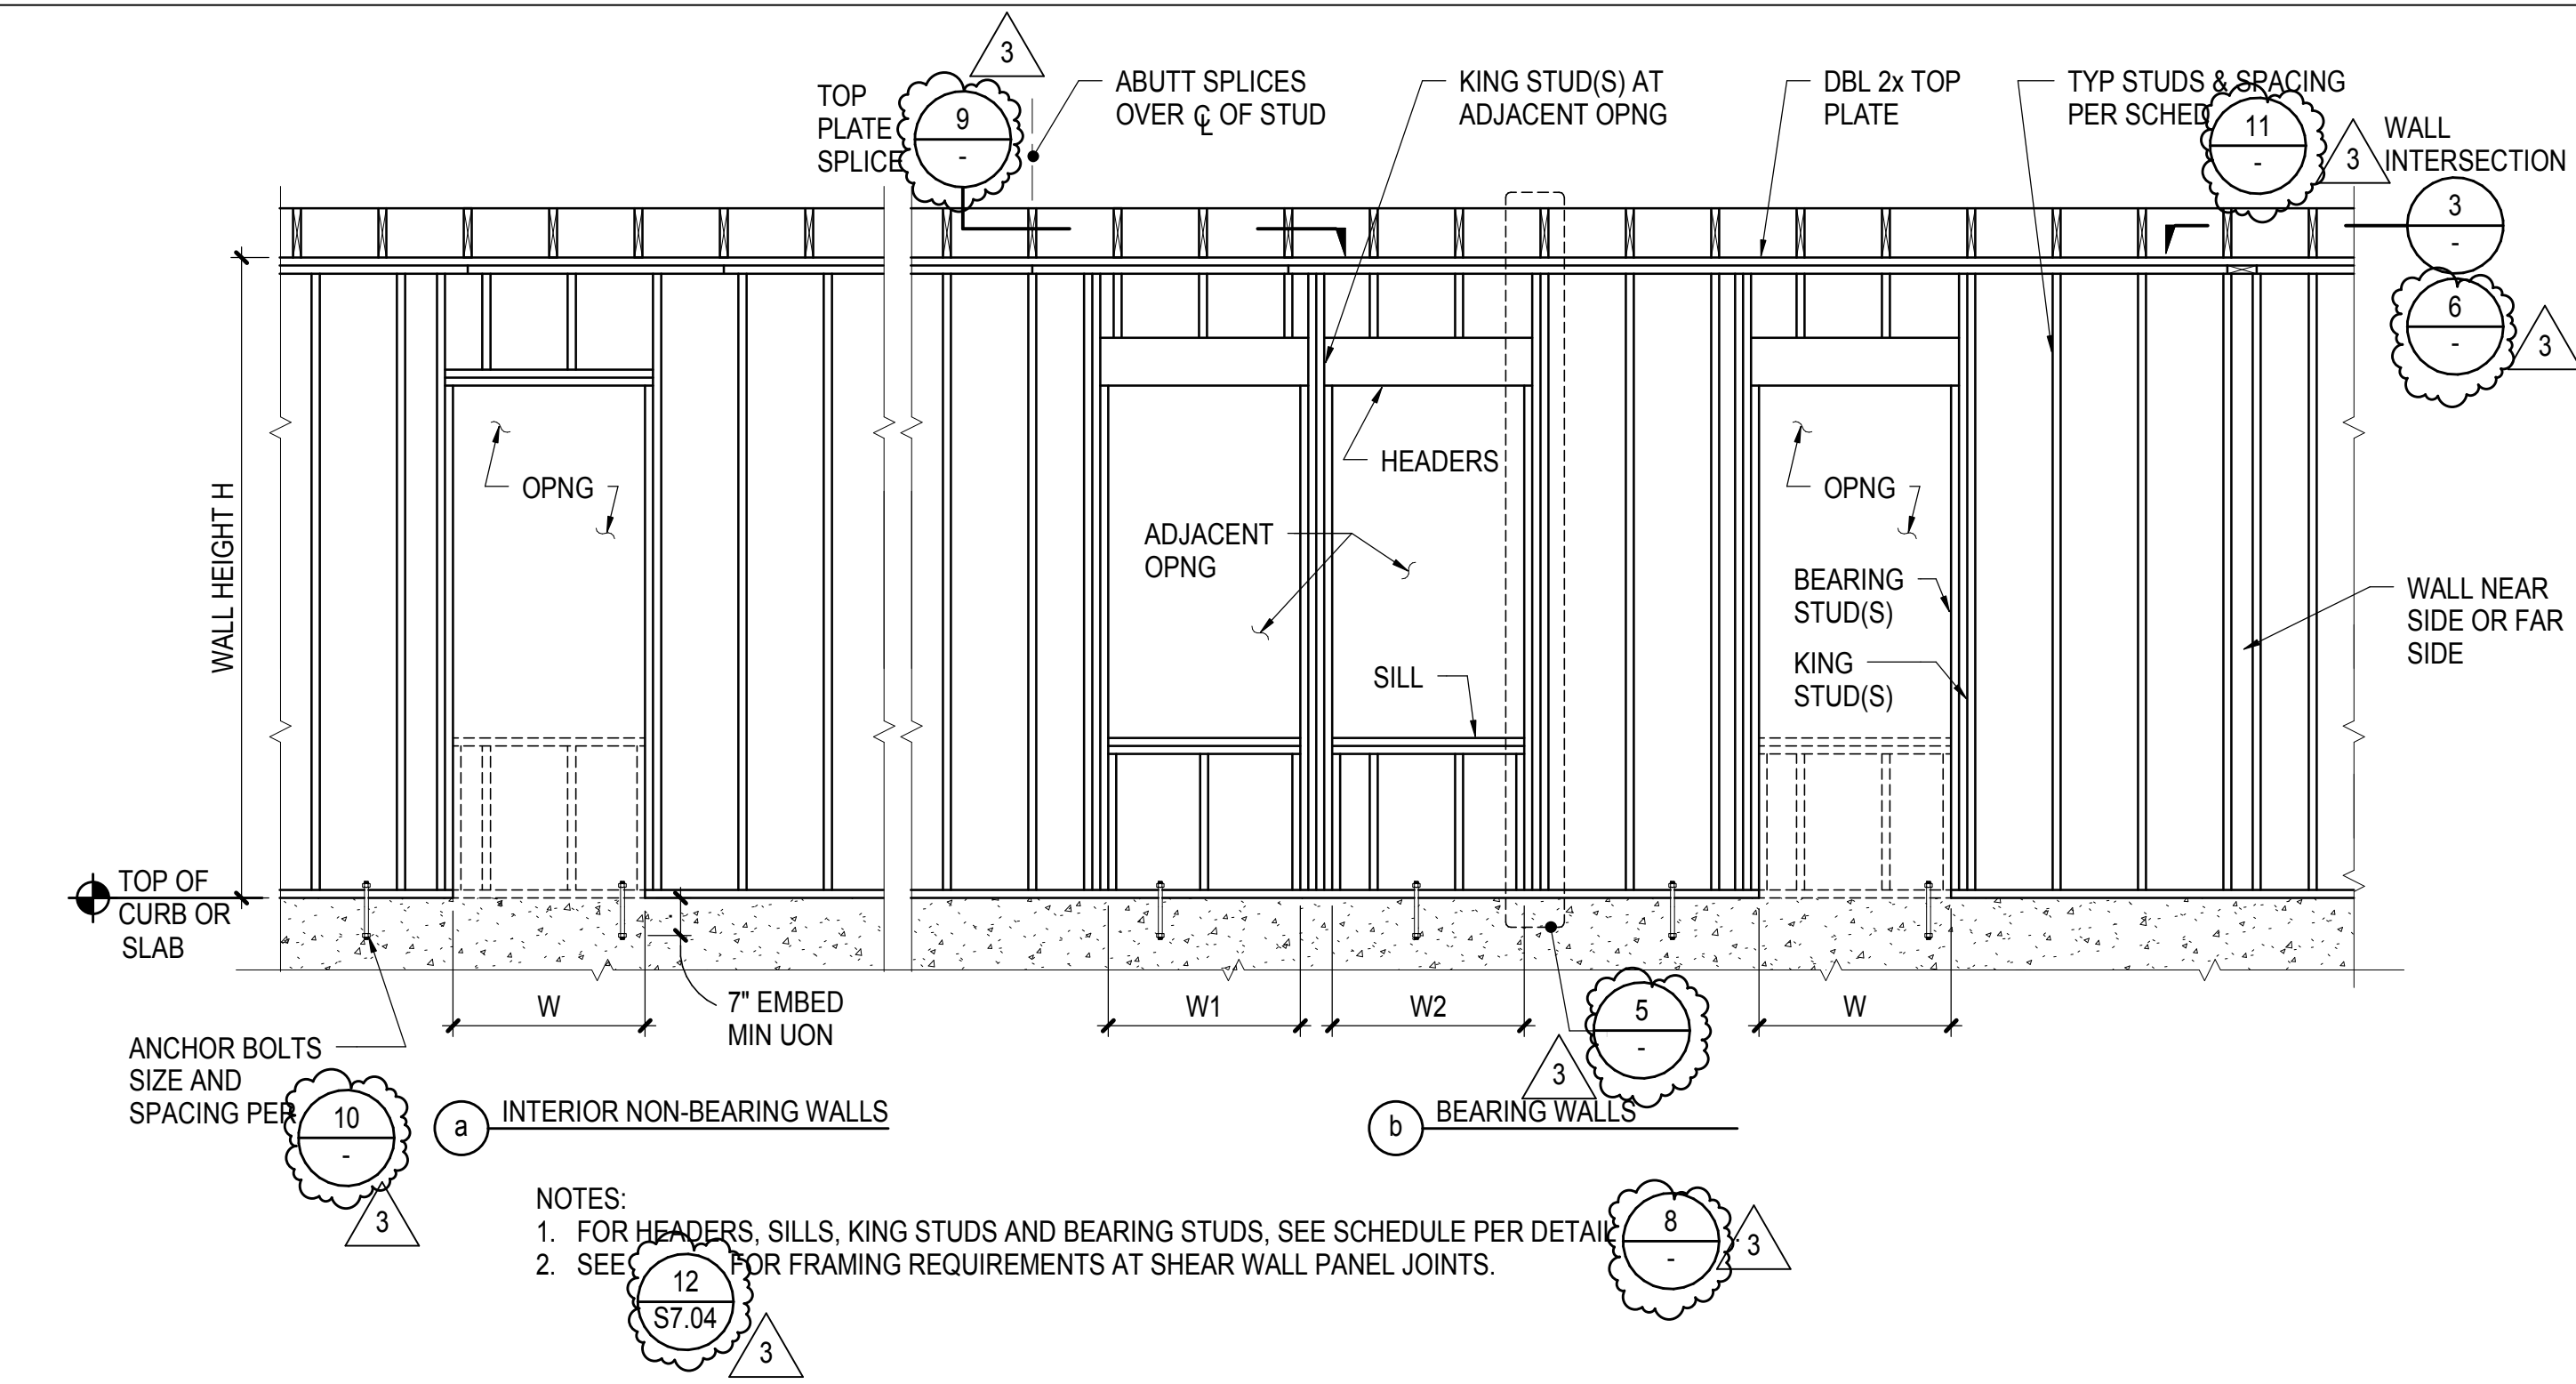 3
TOP
PLATE
SPLICE
9
-
ABUTT SPLICES
OVER ℄ OF STUD
KING STUD(S) AT
ADJACENT OPNG
DBL 2x TOP
PLATE
TYP STUDS & SPACING
PER SCHED
11
-
3
WALL
INTERSECTION
3
-
6
-
3
WALL HEIGHT H
OPNG
HEADERS
ADJACENT
OPNG
SILL
OPNG
BEARING
STUD(S)
KING
STUD(S)
WALL NEAR
SIDE OR FAR
SIDE
TOP OF
CURB OR
SLAB
W
7" EMBED
MIN UON
W1
W2
W
5
-
3
ANCHOR BOLTS
SIZE AND
SPACING PER
10
-
3
a
INTERIOR NON-BEARING WALLS
b
BEARING WALLS
NOTES:
1. FOR HEADERS, SILLS, KING STUDS AND BEARING STUDS, SEE SCHEDULE PER DETAIL
8
-
3
2. SEE FOR FRAMING REQUIREMENTS AT SHEAR WALL PANEL JOINTS.
12
S7.04
3